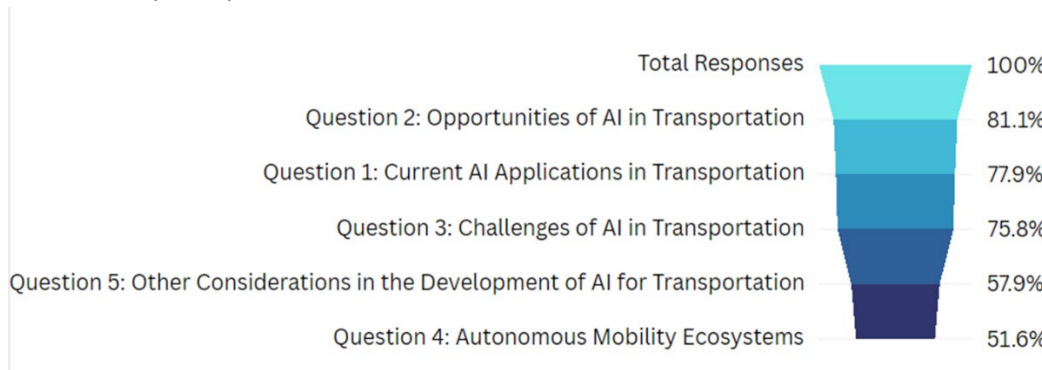 Total Responses 100%
Question 2: Opportunities of AI in Transportation 81.1%
Question 1: Current AI Applications in Transportation 77.9%
Question 3: Challenges of AI in Transportation 75.8%
Question 5: Other Considerations in the Development of AI for Transportation 57.9%
Question 4: Autonomous Mobility Ecosystems 51.6%